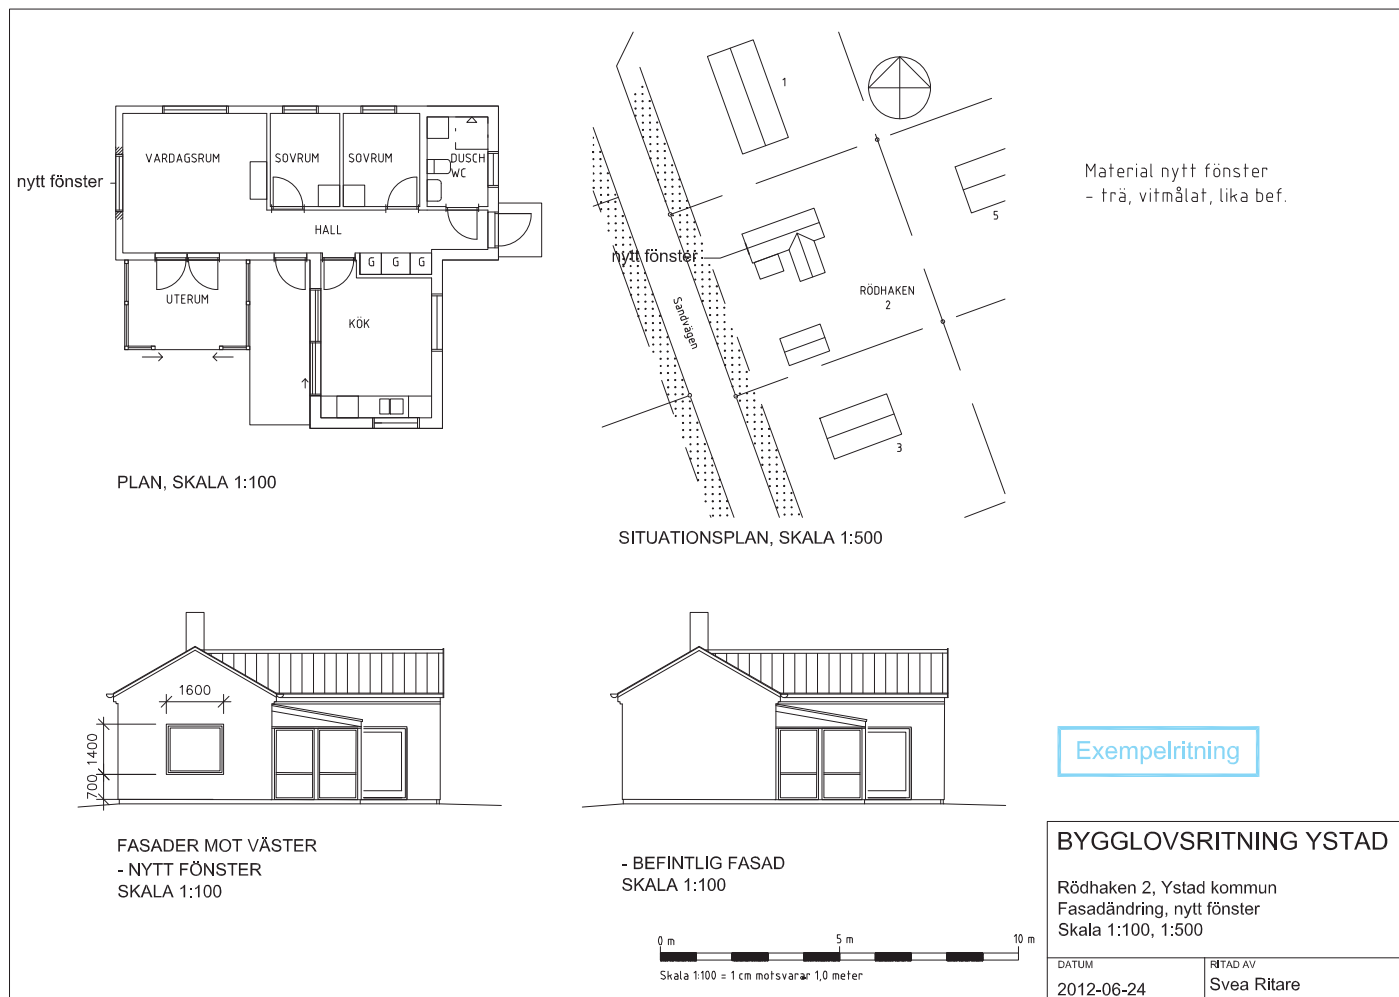 nytt fönster
VARDAGSRUM
SOVRUM
SOVRUM
DUSCH
WC
HALL
G G G
UTERUM
KÖK
PLAN, SKALA 1:100
1
5
nytt fönster
RÖDHAKEN
2
Sandvägen
3
SITUATIONSPLAN, SKALA 1:500
Material nytt fönster
- trä, vitmålat, lika bef.
1600
1400
700
FASADER MOT VÄSTER
- NYTT FÖNSTER
SKALA 1:100
- BEFINTLIG FASAD
SKALA 1:100
0 m 5 m 10 m
Skala 1:100 = 1 cm motsvarar 1,0 meter
Exempelritning
BYGGLOVSRITNING YSTAD
Rödhaken 2, Ystad kommun
Fasadändring, nytt fönster
Skala 1:100, 1:500
DATUM
2012-06-24
RITAD AV
Svea Ritare